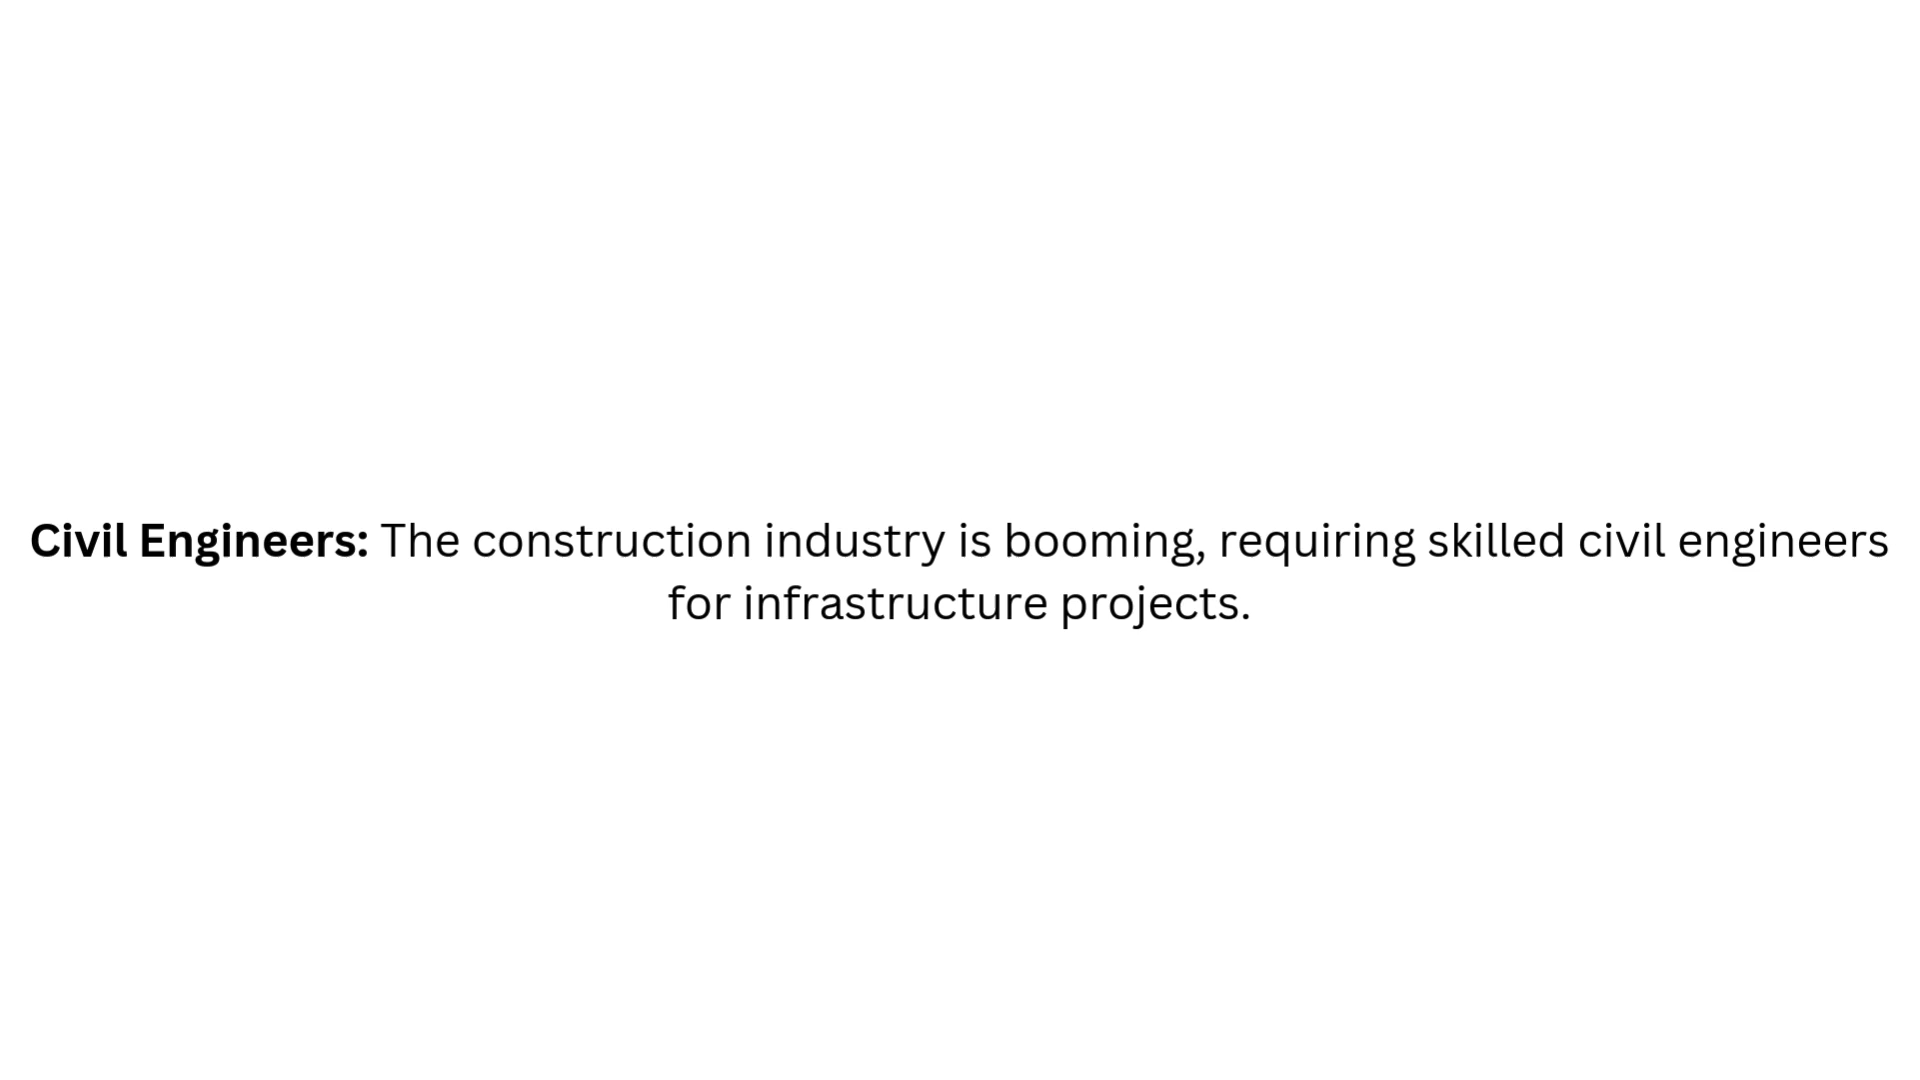 Civil Engineers: The construction industry is booming, requiring skilled civil engineers
for infrastructure projects.